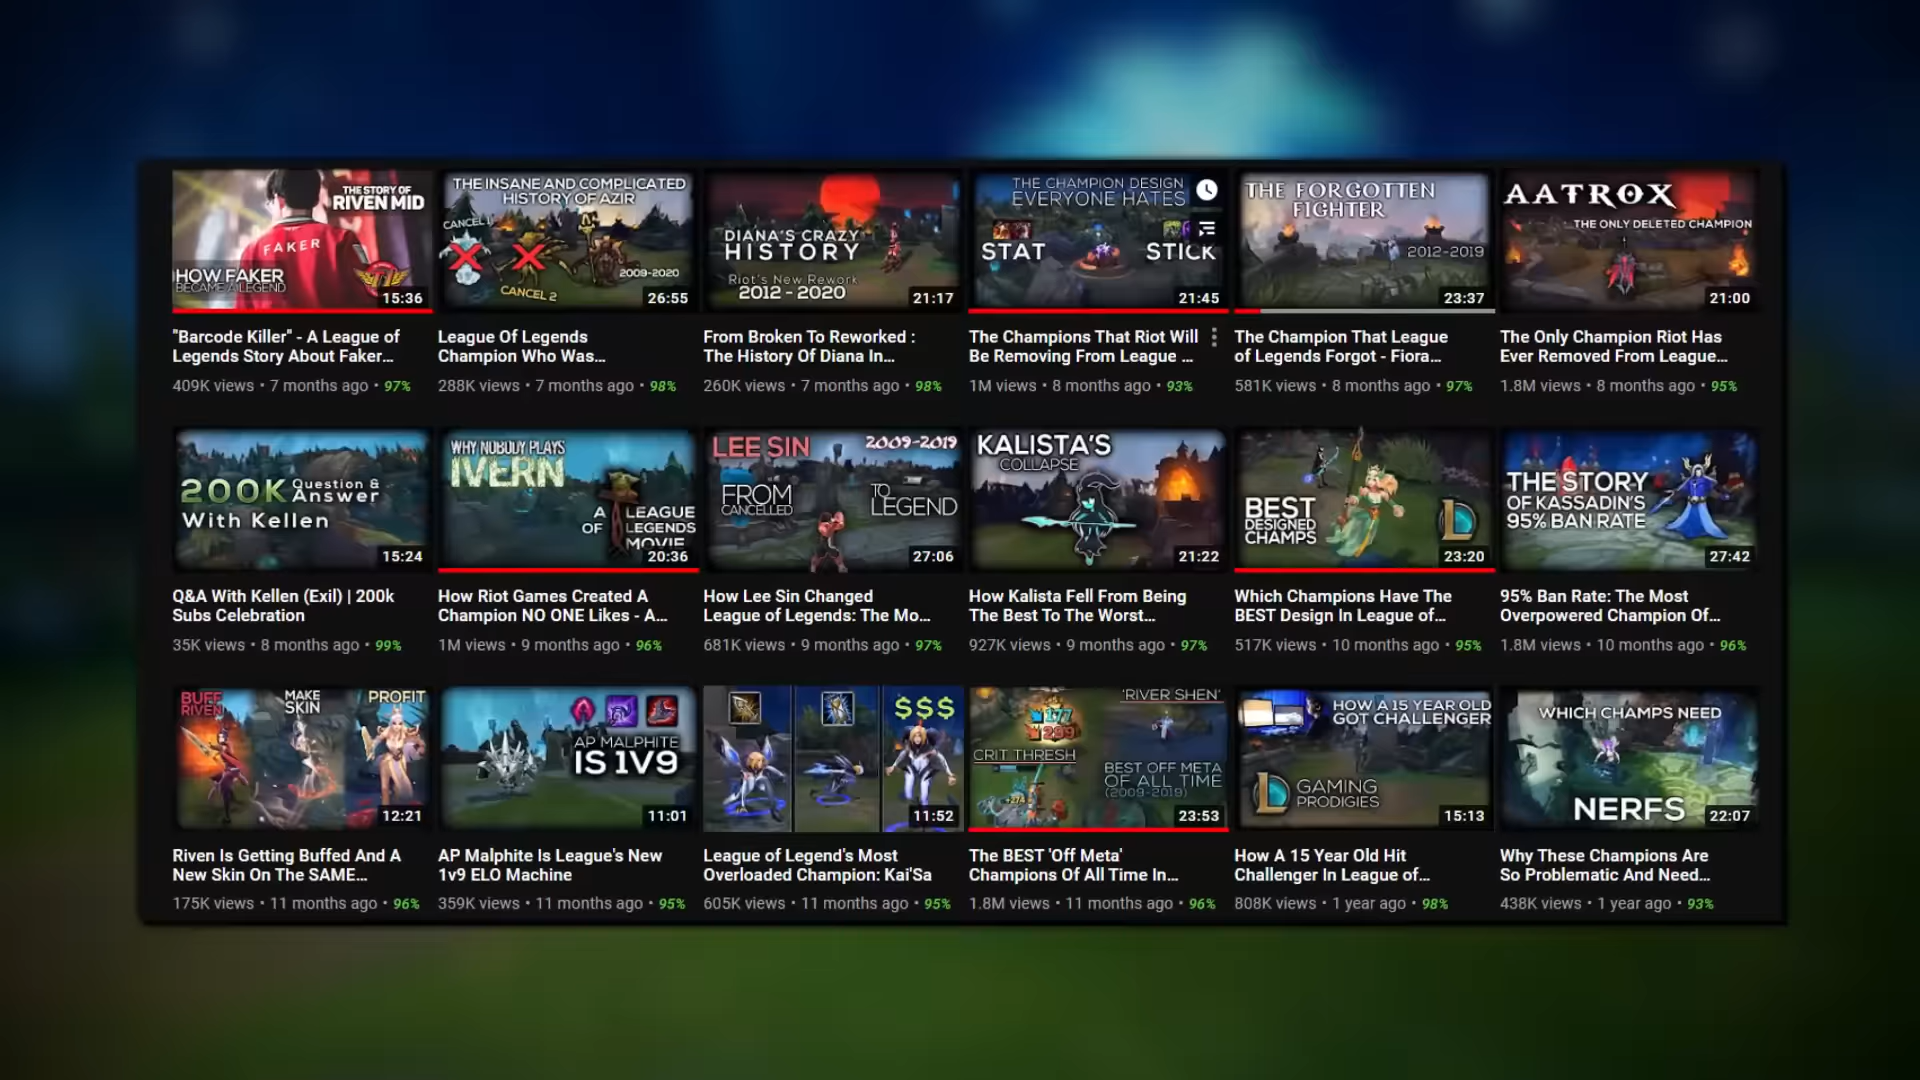 THE STORY OF
RIVEN MID
FAKER
HOW FAKER
BECAME A LEGEND
15:36
"Barcode Killer" - A League of
Legends Story About Faker...
409K views • 7 months ago • 97%
THE INSANE AND COMPLICATED
HISTORY OF AZIR
CANCEL 1
CANCEL 2
2009-2020
26:55
League Of Legends
Champion Who Was...
288K views • 7 months ago • 98%
DIANA'S CRAZY
HISTORY
Riot's New Rework
2012 - 2020
21:17
From Broken To Reworked :
The History Of Diana In...
260K views • 7 months ago • 98%
THE CHAMPION DESIGN
EVERYONE HATES
STAT STICK
21:45
The Champions That Riot Will
Be Removing From League ...
1M views • 8 months ago • 93%
THE FORGOTTEN
FIGHTER
2012-2019
23:37
The Champion That League
of Legends Forgot - Fiora...
581K views • 8 months ago • 97%
AATROX
THE ONLY DELETED CHAMPION
21:00
The Only Champion Riot Has
Ever Removed From League...
1.8M views • 8 months ago • 95%
200K Question &
Answer
With Kellen
15:24
Q&A With Kellen (Exil) | 200k
Subs Celebration
35K views • 8 months ago • 99%
WHY NOBODY PLAYS
IVERN
A LEAGUE
OF LEGENDS
MOVIE
20:36
How Riot Games Created A
Champion NO ONE Likes - A...
1M views • 9 months ago • 96%
LEE SIN 2009-2019
FROM
CANCELLED
TO
LEGEND
27:06
How Lee Sin Changed
League of Legends: The Mo...
681K views • 9 months ago • 97%
KALISTA'S
COLLAPSE
21:22
How Kalista Fell From Being
The Best To The Worst...
927K views • 9 months ago • 97%
BEST
DESIGNED
CHAMPS
23:20
Which Champions Have The
BEST Design In League of...
517K views • 10 months ago • 95%
THE STORY
OF KASSADIN'S
95% BAN RATE
27:42
95% Ban Rate: The Most
Overpowered Champion Of...
1.8M views • 10 months ago • 96%
BUFF
RIVEN
MAKE
SKIN
PROFIT
12:21
Riven Is Getting Buffed And A
New Skin On The SAME...
175K views • 11 months ago • 96%
AP MALPHITE
IS 1V9
11:01
AP Malphite Is League's New
1v9 ELO Machine
359K views • 11 months ago • 95%
$$$
11:52
League of Legend's Most
Overloaded Champion: Kai'Sa
605K views • 11 months ago • 95%
'RIVER SHEN'
177
299
CRIT THRESH
BEST OFF META
OF ALL TIME
(2009-2019)
+274
23:53
The BEST 'Off Meta'
Champions Of All Time In...
1.8M views • 11 months ago • 96%
HOW A 15 YEAR OLD
GOT CHALLENGER
GAMING
PRODIGIES
15:13
How A 15 Year Old Hit
Challenger In League of...
808K views • 1 year ago • 98%
WHICH CHAMPS NEED
NERFS
22:07
Why These Champions Are
So Problematic And Need...
438K views • 1 year ago • 93%